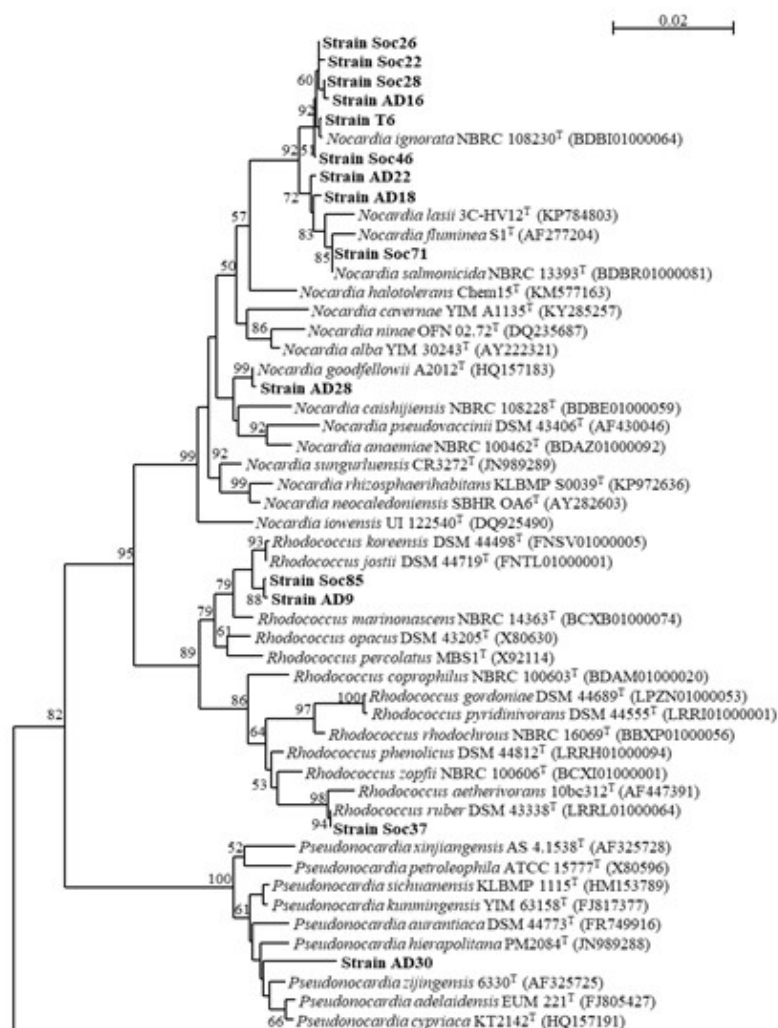 0.02
Strain Soc26
Strain Soc22
60
Strain Soc28
Strain AD16
92
Strain T6
Nocardia ignorata NBRC 108230ᵀ (BDBI01000064)
92
51
Strain Soc46
Strain AD22
72
Strain AD18
Nocardia lasii 3C-HV12ᵀ (KP784803)
57
83
Nocardia fluminea S1ᵀ (AF277204)
85
Strain Soc71
Nocardia salmonicida NBRC 13393ᵀ (BDBR01000081)
50
Nocardia halotolerans Chem15ᵀ (KM577163)
Nocardia cavernae YIM A1135ᵀ (KY285257)
86
Nocardia ninae OFN 02.72ᵀ (DQ235687)
Nocardia alba YIM 30243ᵀ (AY222321)
99
Nocardia goodfellowii A2012ᵀ (HQ157183)
Strain AD28
Nocardia caishijiensis NBRC 108228ᵀ (BDBE01000059)
92
Nocardia pseudovaccinii DSM 43406ᵀ (AF430046)
Nocardia anaemiae NBRC 100462ᵀ (BDAZ01000092)
99
92
Nocardia sungurluensis CR3272ᵀ (JN989289)
99
Nocardia rhizosphaerihabitans KLBMP S0039ᵀ (KP972636)
Nocardia neocaledoniensis SBHR OA6ᵀ (AY282603)
Nocardia iowensis UI 122540ᵀ (DQ925490)
95
93
Rhodococcus koreensis DSM 44498ᵀ (FNSV01000005)
Rhodococcus jostii DSM 44719ᵀ (FNTL01000001)
79
Strain Soc85
88
Strain AD9
79
Rhodococcus marinonascens NBRC 14363ᵀ (BCXB01000074)
61
Rhodococcus opacus DSM 43205ᵀ (X80630)
89
Rhodococcus percolatus MBS1ᵀ (X92114)
Rhodococcus coprophilus NBRC 100603ᵀ (BDAM01000020)
86
100
Rhodococcus gordoniae DSM 44689ᵀ (LPZN01000053)
82
97
Rhodococcus pyridinivorans DSM 44555ᵀ (LRRI01000001)
64
Rhodococcus rhodochrous NBRC 16069ᵀ (BBXP01000056)
Rhodococcus phenolicus DSM 44812ᵀ (LRRH01000094)
53
Rhodococcus zopfii NBRC 100606ᵀ (BCXI01000001)
98
Rhodococcus aetherivorans 10bc312ᵀ (AF447391)
Rhodococcus ruber DSM 43338ᵀ (LRRL01000064)
94
Strain Soc37
52
Pseudonocardia xinjiangensis AS 4.1538ᵀ (AF325728)
Pseudonocardia petroleophila ATCC 15777ᵀ (X80596)
100
Pseudonocardia sichuanensis KLBMP 1115ᵀ (HM153789)
61
Pseudonocardia kunmingensis YIM 63158ᵀ (FJ817377)
Pseudonocardia aurantiaca DSM 44773ᵀ (FR749916)
Pseudonocardia hierapolitana PM2084ᵀ (JN989288)
Strain AD30
Pseudonocardia zijingensis 6330ᵀ (AF325725)
Pseudonocardia adelaidensis EUM 221ᵀ (FJ805427)
66
Pseudonocardia cypriaca KT2142ᵀ (HQ157191)